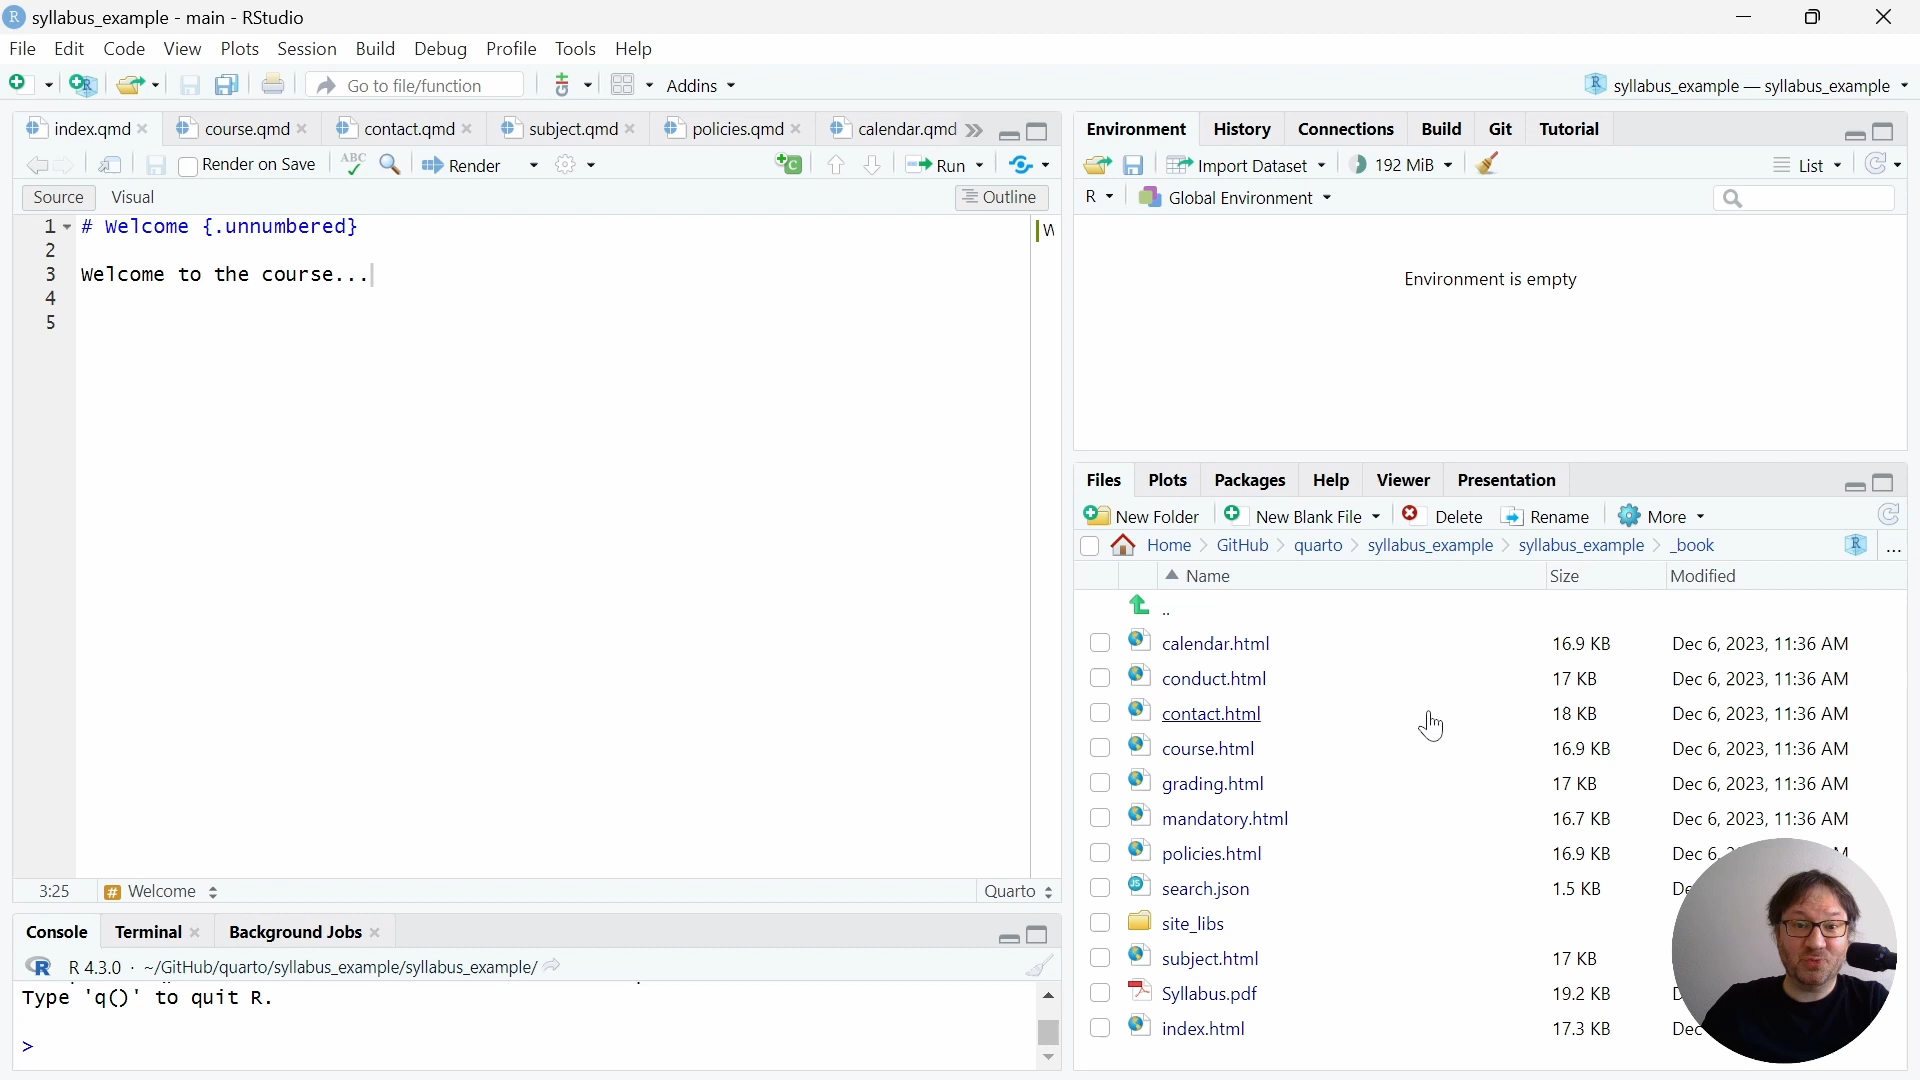 syllabus_example - main - RStudio
File Edit Code View Plots Session Build Debug Profile Tools Help
Go to file/function Addins syllabus_example — syllabus_example
index.qmd course.qmd contact.qmd subject.qmd policies.qmd calendar.qmd
Render on Save ABC Render Run
Source Visual Outline
1 # Welcome {.unnumbered}
2
3 Welcome to the course...
4
5
3:25 # Welcome Quarto
Console Terminal Background Jobs
R 4.3.0 · ~/GitHub/quarto/syllabus_example/syllabus_example/
Type 'q()' to quit R.
>
Environment History Connections Build Git Tutorial
Import Dataset 192 MiB List
R Global Environment
Environment is empty
Files Plots Packages Help Viewer Presentation
New Folder New Blank File Delete Rename More
Home GitHub quarto syllabus_example syllabus_example _book ...
Name Size Modified
..
calendar.html 16.9 KB Dec 6, 2023, 11:36 AM
conduct.html 17 KB Dec 6, 2023, 11:36 AM
contact.html 18 KB Dec 6, 2023, 11:36 AM
course.html 16.9 KB Dec 6, 2023, 11:36 AM
grading.html 17 KB Dec 6, 2023, 11:36 AM
mandatory.html 16.7 KB Dec 6, 2023, 11:36 AM
policies.html 16.9 KB Dec 6
search.json 1.5 KB
site_libs
subject.html 17 KB
Syllabus.pdf 19.2 KB
index.html 17.3 KB Dec